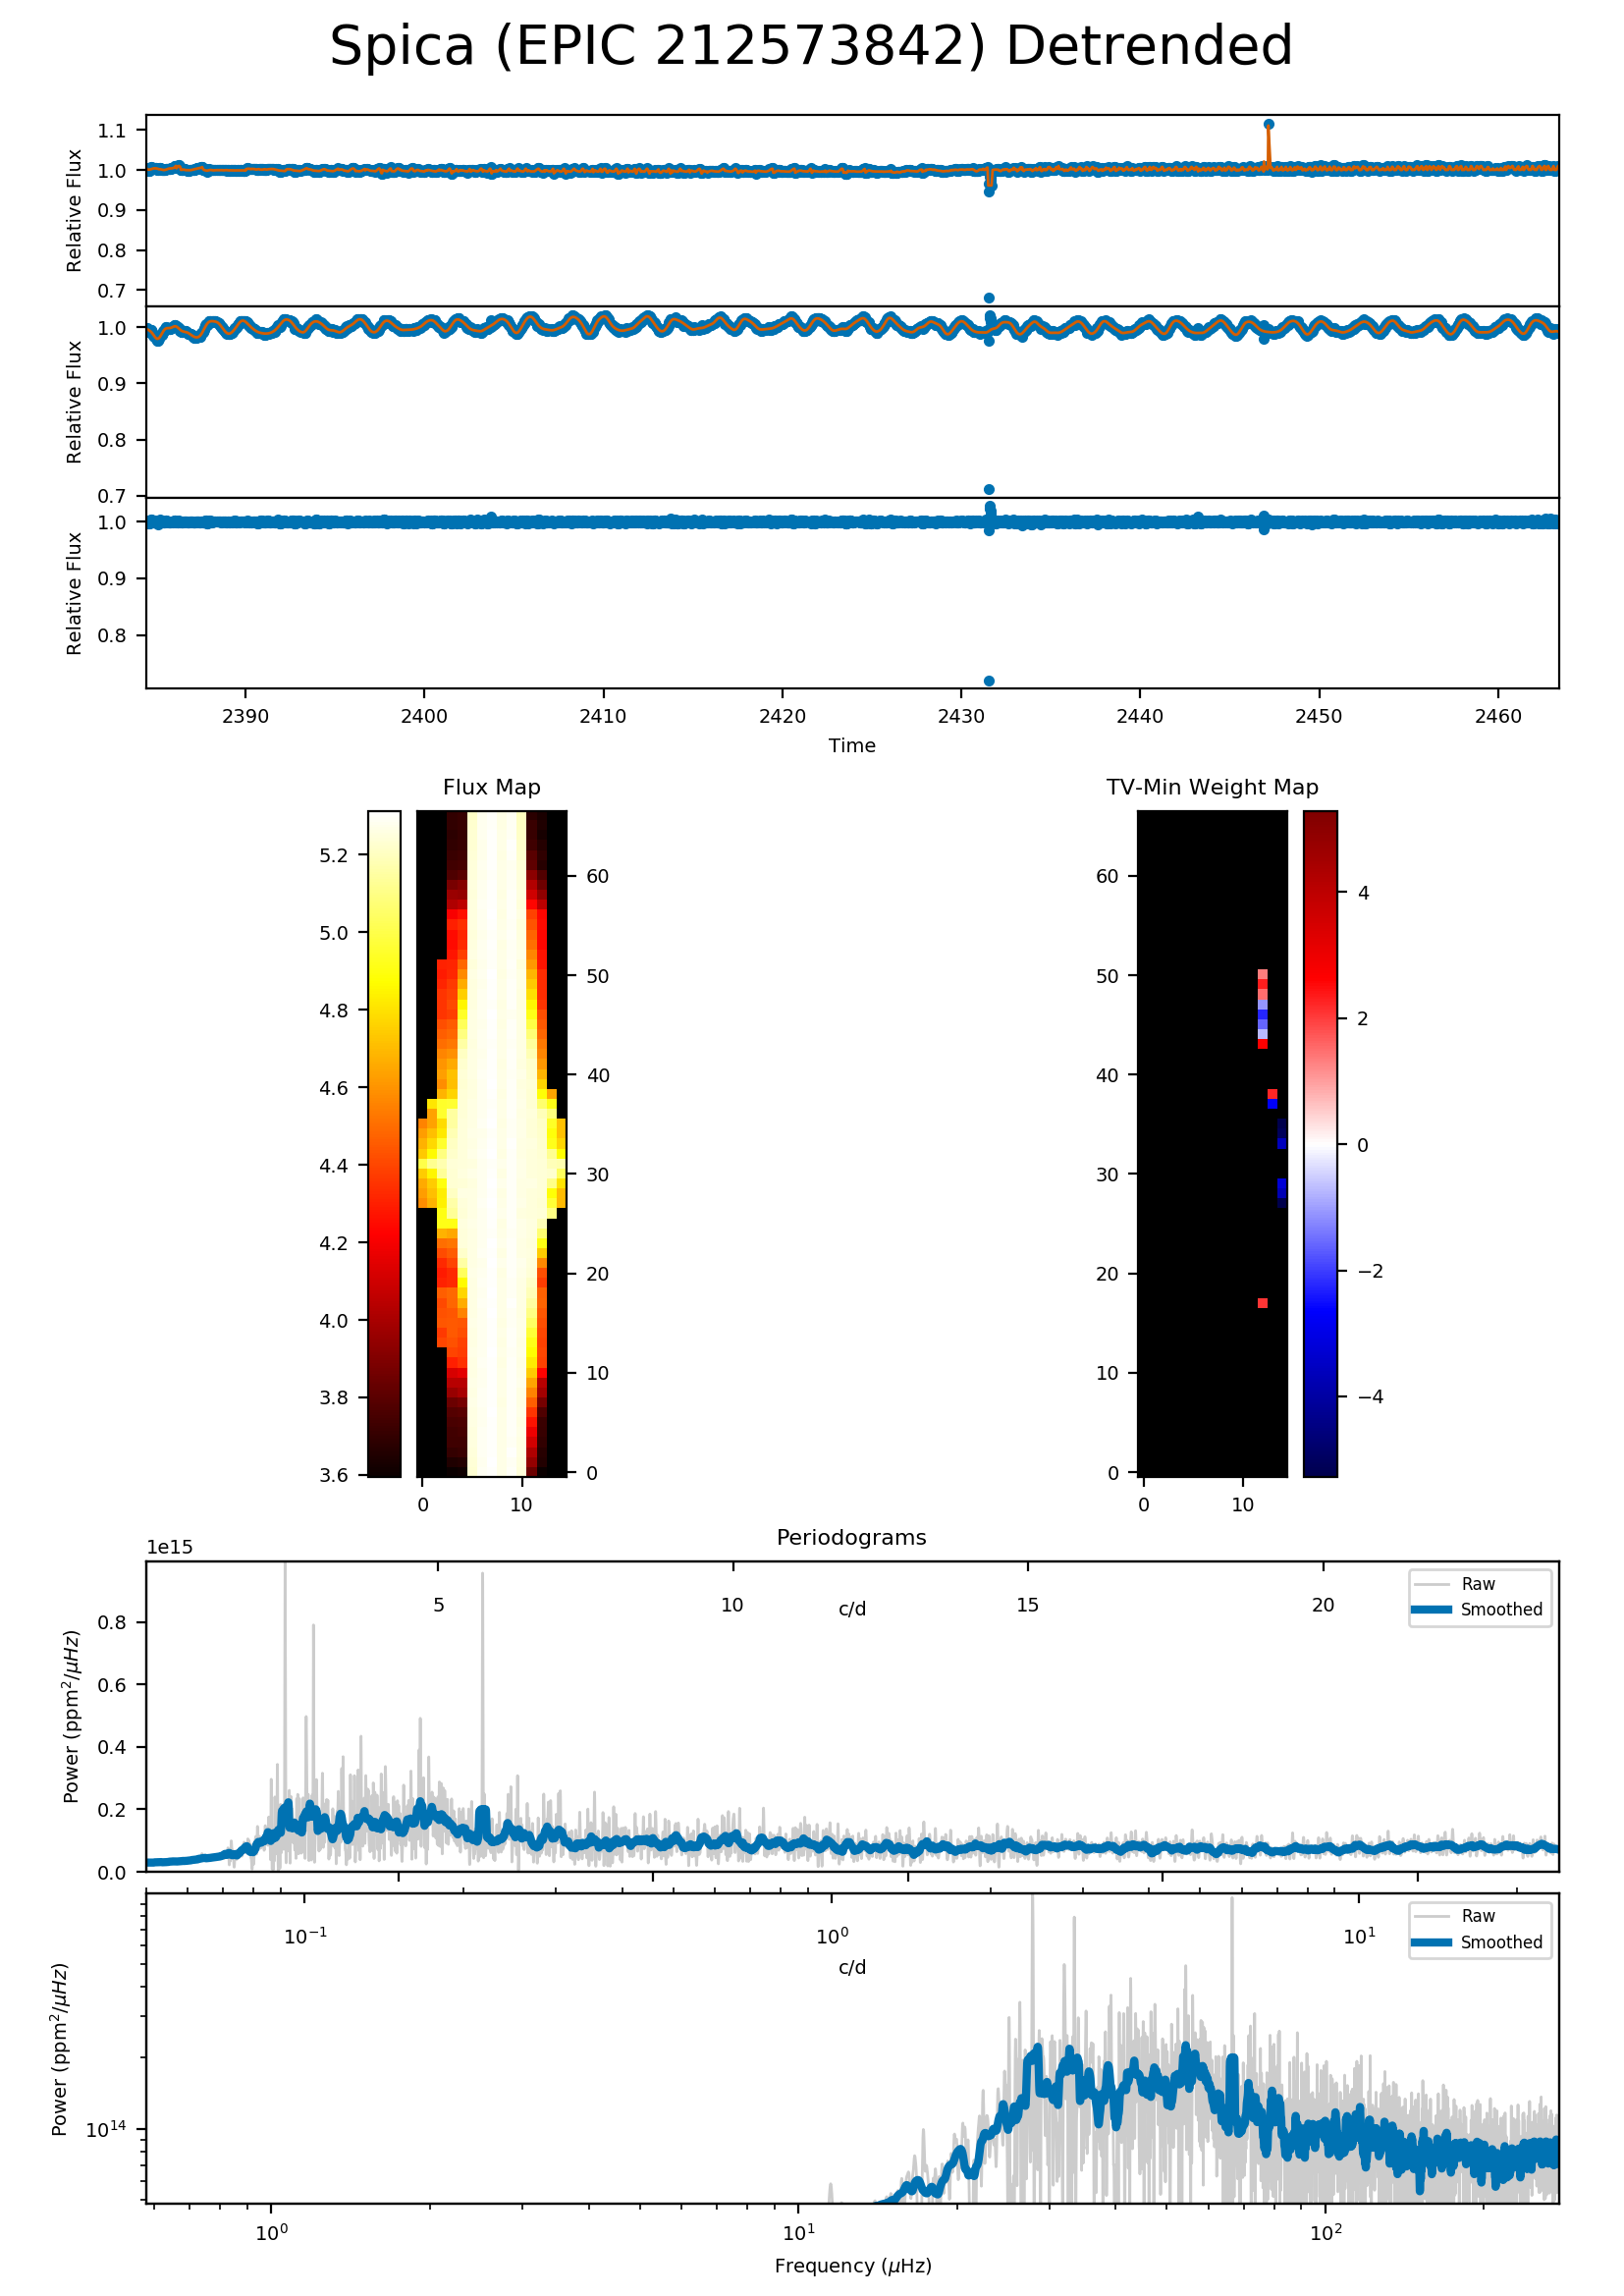 Spica (EPIC 212573842) Detrended
1.1
1.0
0.9
0.8
0.7
Relative Flux
1.0
0.9
0.8
0.7
Relative Flux
1.0
0.9
0.8
Relative Flux
2390 2400 2410 2420 2430 2440 2450 2460
Time
Flux Map
5.2
5.0
4.8
4.6
4.4
4.2
4.0
3.8
3.6
60
50
40
30
20
10
0
0 10
TV-Min Weight Map
60
50
40
30
20
10
0
0 10
4
2
0
−2
−4
Periodograms
1e15
5 10 15 20
c/d
Raw
Smoothed
0.8
0.6
0.4
0.2
0.0
Power (ppm²/μHz)
10⁻¹ 10⁰ 10¹
c/d
Raw
Smoothed
10¹⁴
Power (ppm²/μHz)
10⁰ 10¹ 10²
Frequency (μHz)